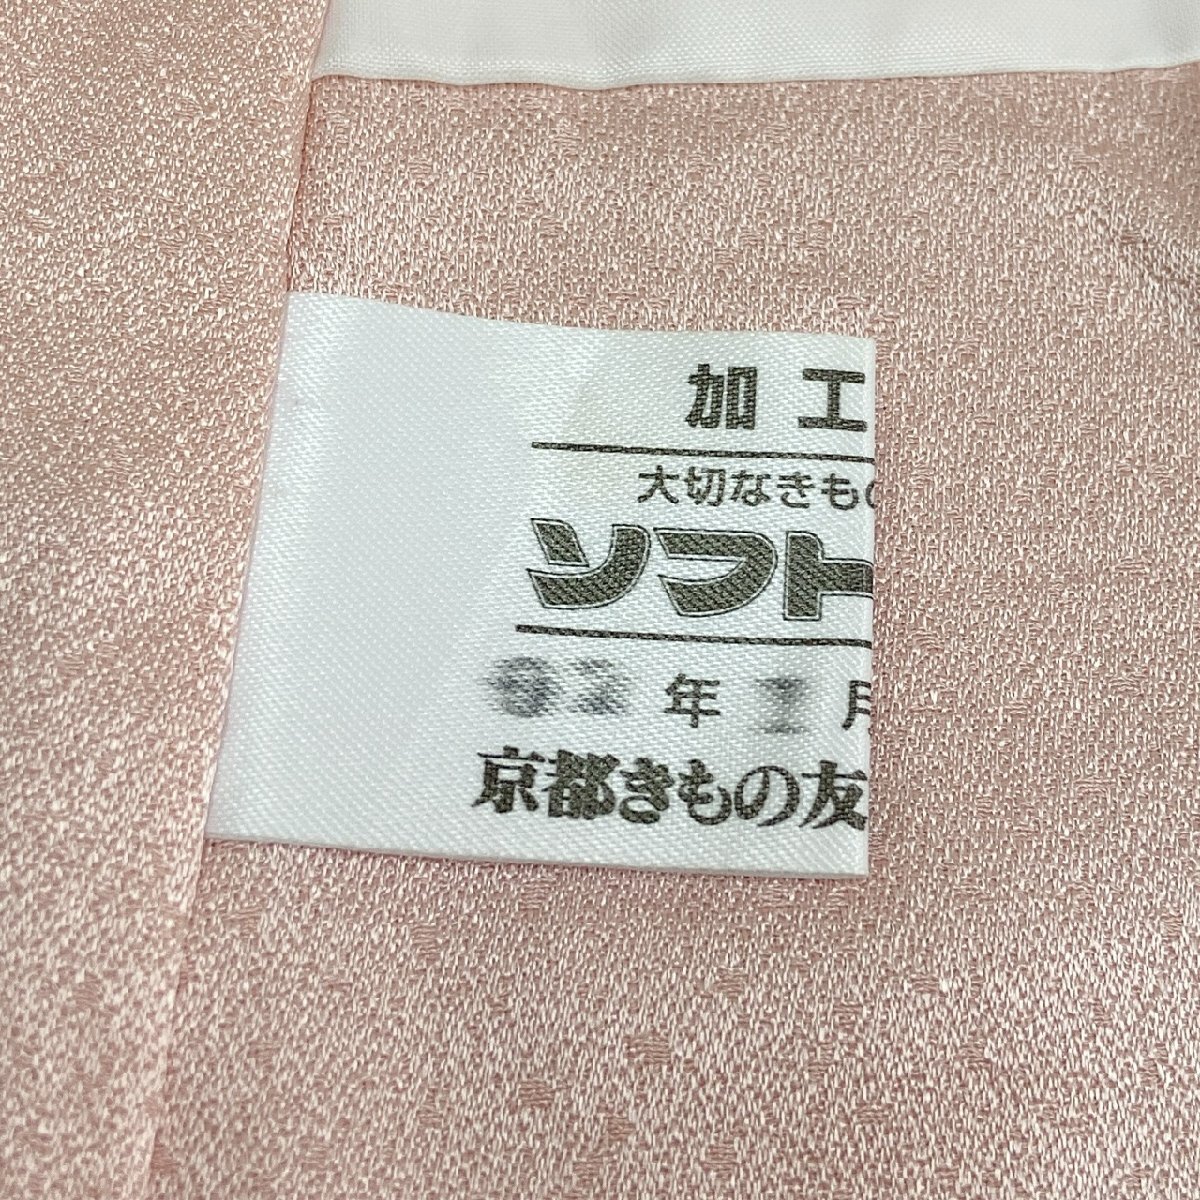 加工
大切なきもの
ソフト
年 月
京都きもの友